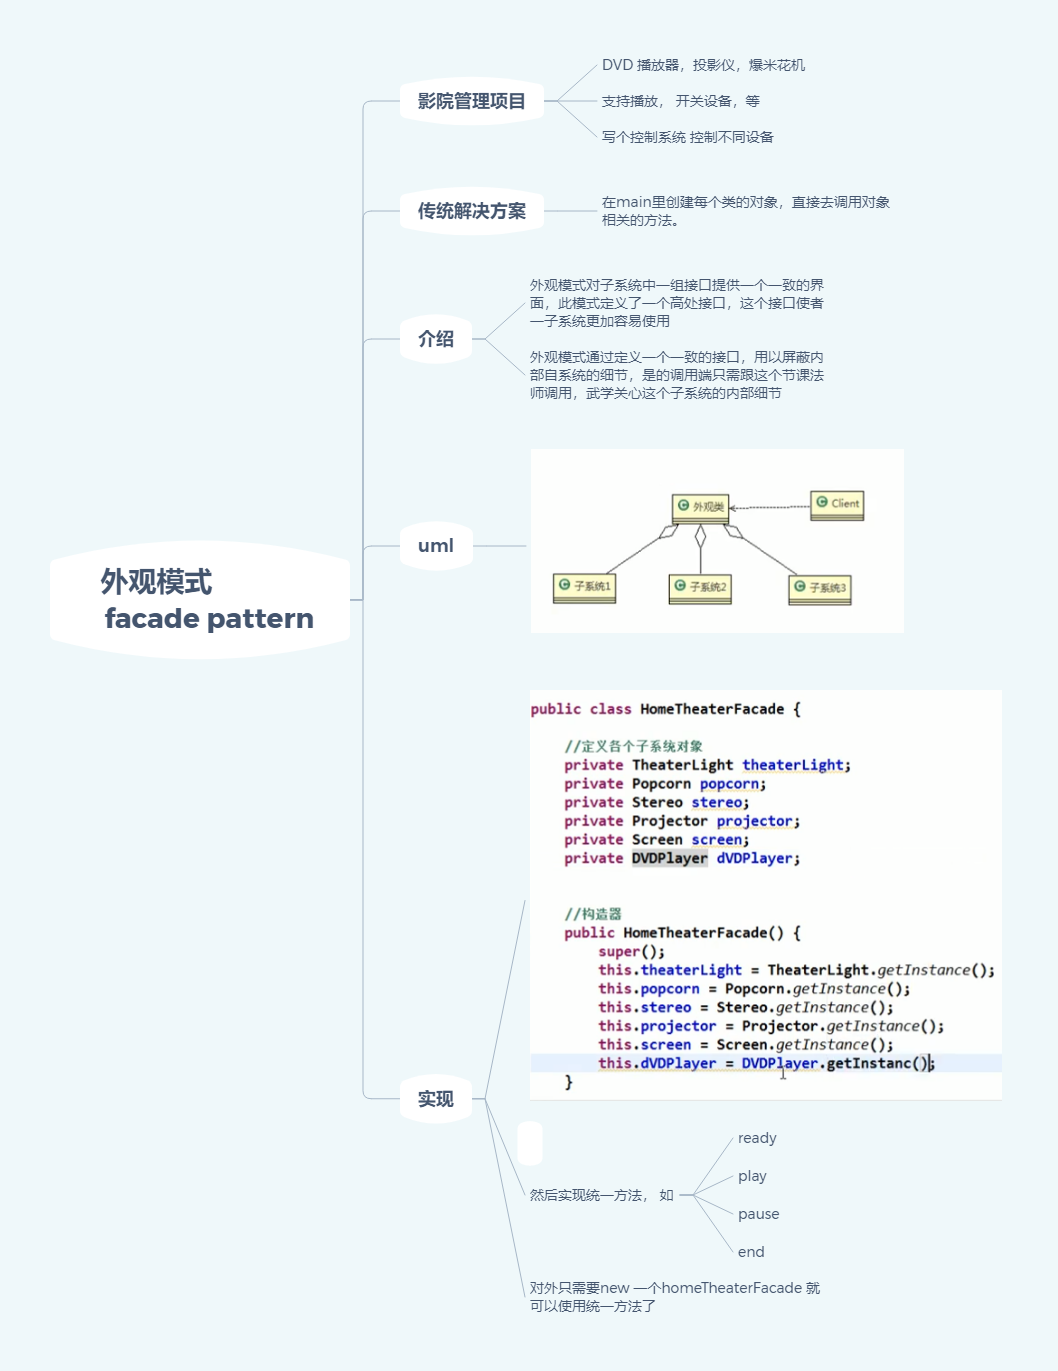 外观模式
facade pattern
影院管理项目
DVD 播放器，投影仪，爆米花机
支持播放， 开关设备，等
写个控制系统 控制不同设备
传统解决方案
在main里创建每个类的对象，直接去调用对象
相关的方法。
介绍
外观模式对子系统中一组接口提供一个一致的界
面，此模式定义了一个高处接口，这个接口使者
一子系统更加容易使用
外观模式通过定义一个一致的接口，用以屏蔽内
部自系统的细节，是的调用端只需跟这个节课法
师调用，武学关心这个子系统的内部细节
uml
C 外观类
C Client
C 子系统1
C 子系统2
C 子系统3
实现
public class HomeTheaterFacade {
//定义各个子系统对象
private TheaterLight theaterLight;
private Popcorn popcorn;
private Stereo stereo;
private Projector projector;
private Screen screen;
private DVDPlayer dVDPlayer;
//构造器
public HomeTheaterFacade() {
super();
this.theaterLight = TheaterLight.getInstance();
this.popcorn = Popcorn.getInstance();
this.stereo = Stereo.getInstance();
this.projector = Projector.getInstance();
this.screen = Screen.getInstance();
this.dVDPlayer = DVDPlayer.getInstanc();
}
然后实现统一方法， 如
ready
play
pause
end
对外只需要new 一个homeTheaterFacade 就
可以使用统一方法了